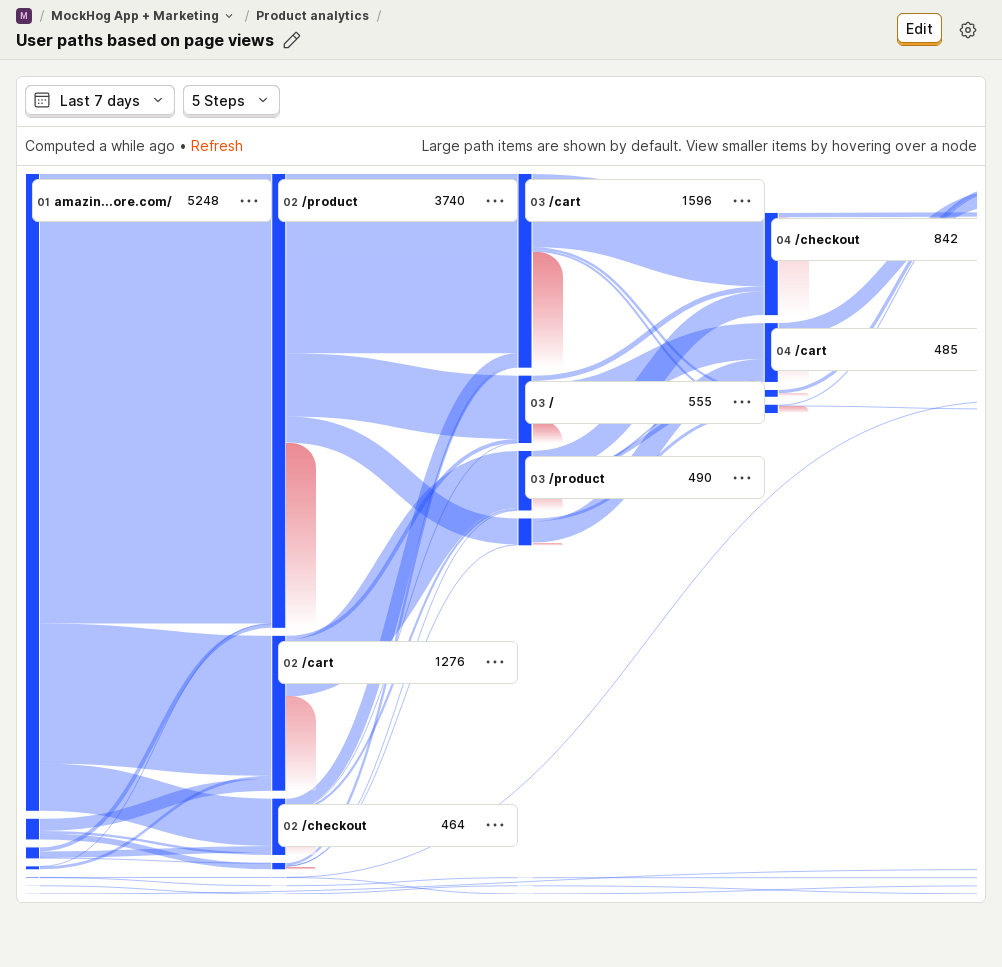 M / MockHog App + Marketing / Product analytics /
User paths based on page views
Edit
Last 7 days
5 Steps
Computed a while ago • Refresh
Large path items are shown by default. View smaller items by hovering over a node
01 amazin...ore.com/ 5248
02 /product 3740
03 /cart 1596
04 /checkout 842
04 /cart 485
03 / 555
03 /product 490
02 /cart 1276
02 /checkout 464